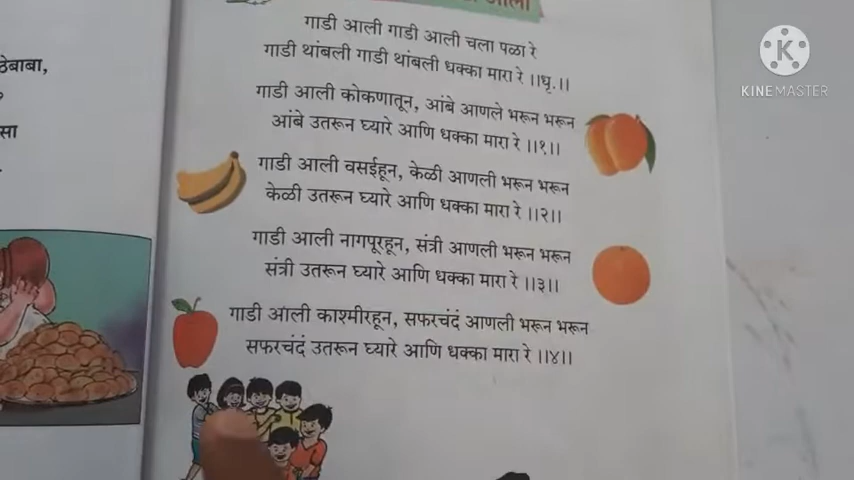 आली
गाडी आली गाडी आली चला पळा रे
गाडी थांबली गाडी थांबली धक्का मारा रे ।।धृ.।।
गाडी आली कोकणातून, आंबे आणले भरून भरून
आंबे उतरून घ्यारे आणि धक्का मारा रे ।।१।।
गाडी आली वसईहून, केळी आणली भरून भरून
केळी उतरून घ्यारे आणि धक्का मारा रे ।।२।।
गाडी आली नागपूरहून, संत्री आणली भरून भरून
संत्री उतरून घ्यारे आणि धक्का मारा रे ।।३।।
गाडी आली काश्मीरहून, सफरचंदं आणली भरून भरून
सफरचंदं उतरून घ्यारे आणि धक्का मारा रे ।।४।।
KINEMASTER